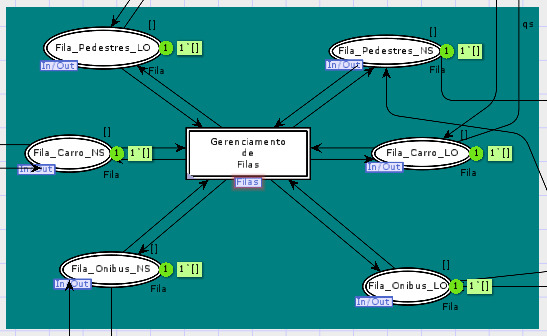 []
[]
qs
Fila_Pedestres_LO 1 1`[]
Fila_Pedestres_NS 1 1`[]
In/Out Fila
In/Out Fila
[]
[]
Gerenciamento
de
Filas
Fila_Carro_NS 1 1`[]
Fila_Carro_LO 1 1`[]
In/Out Fila
In/Out Fila
Filas
[]
[]
Fila_Onibus_NS 1 1`[]
Fila_Onibus_LO 1 1`[]
In/Out Fila
In/Out Fila